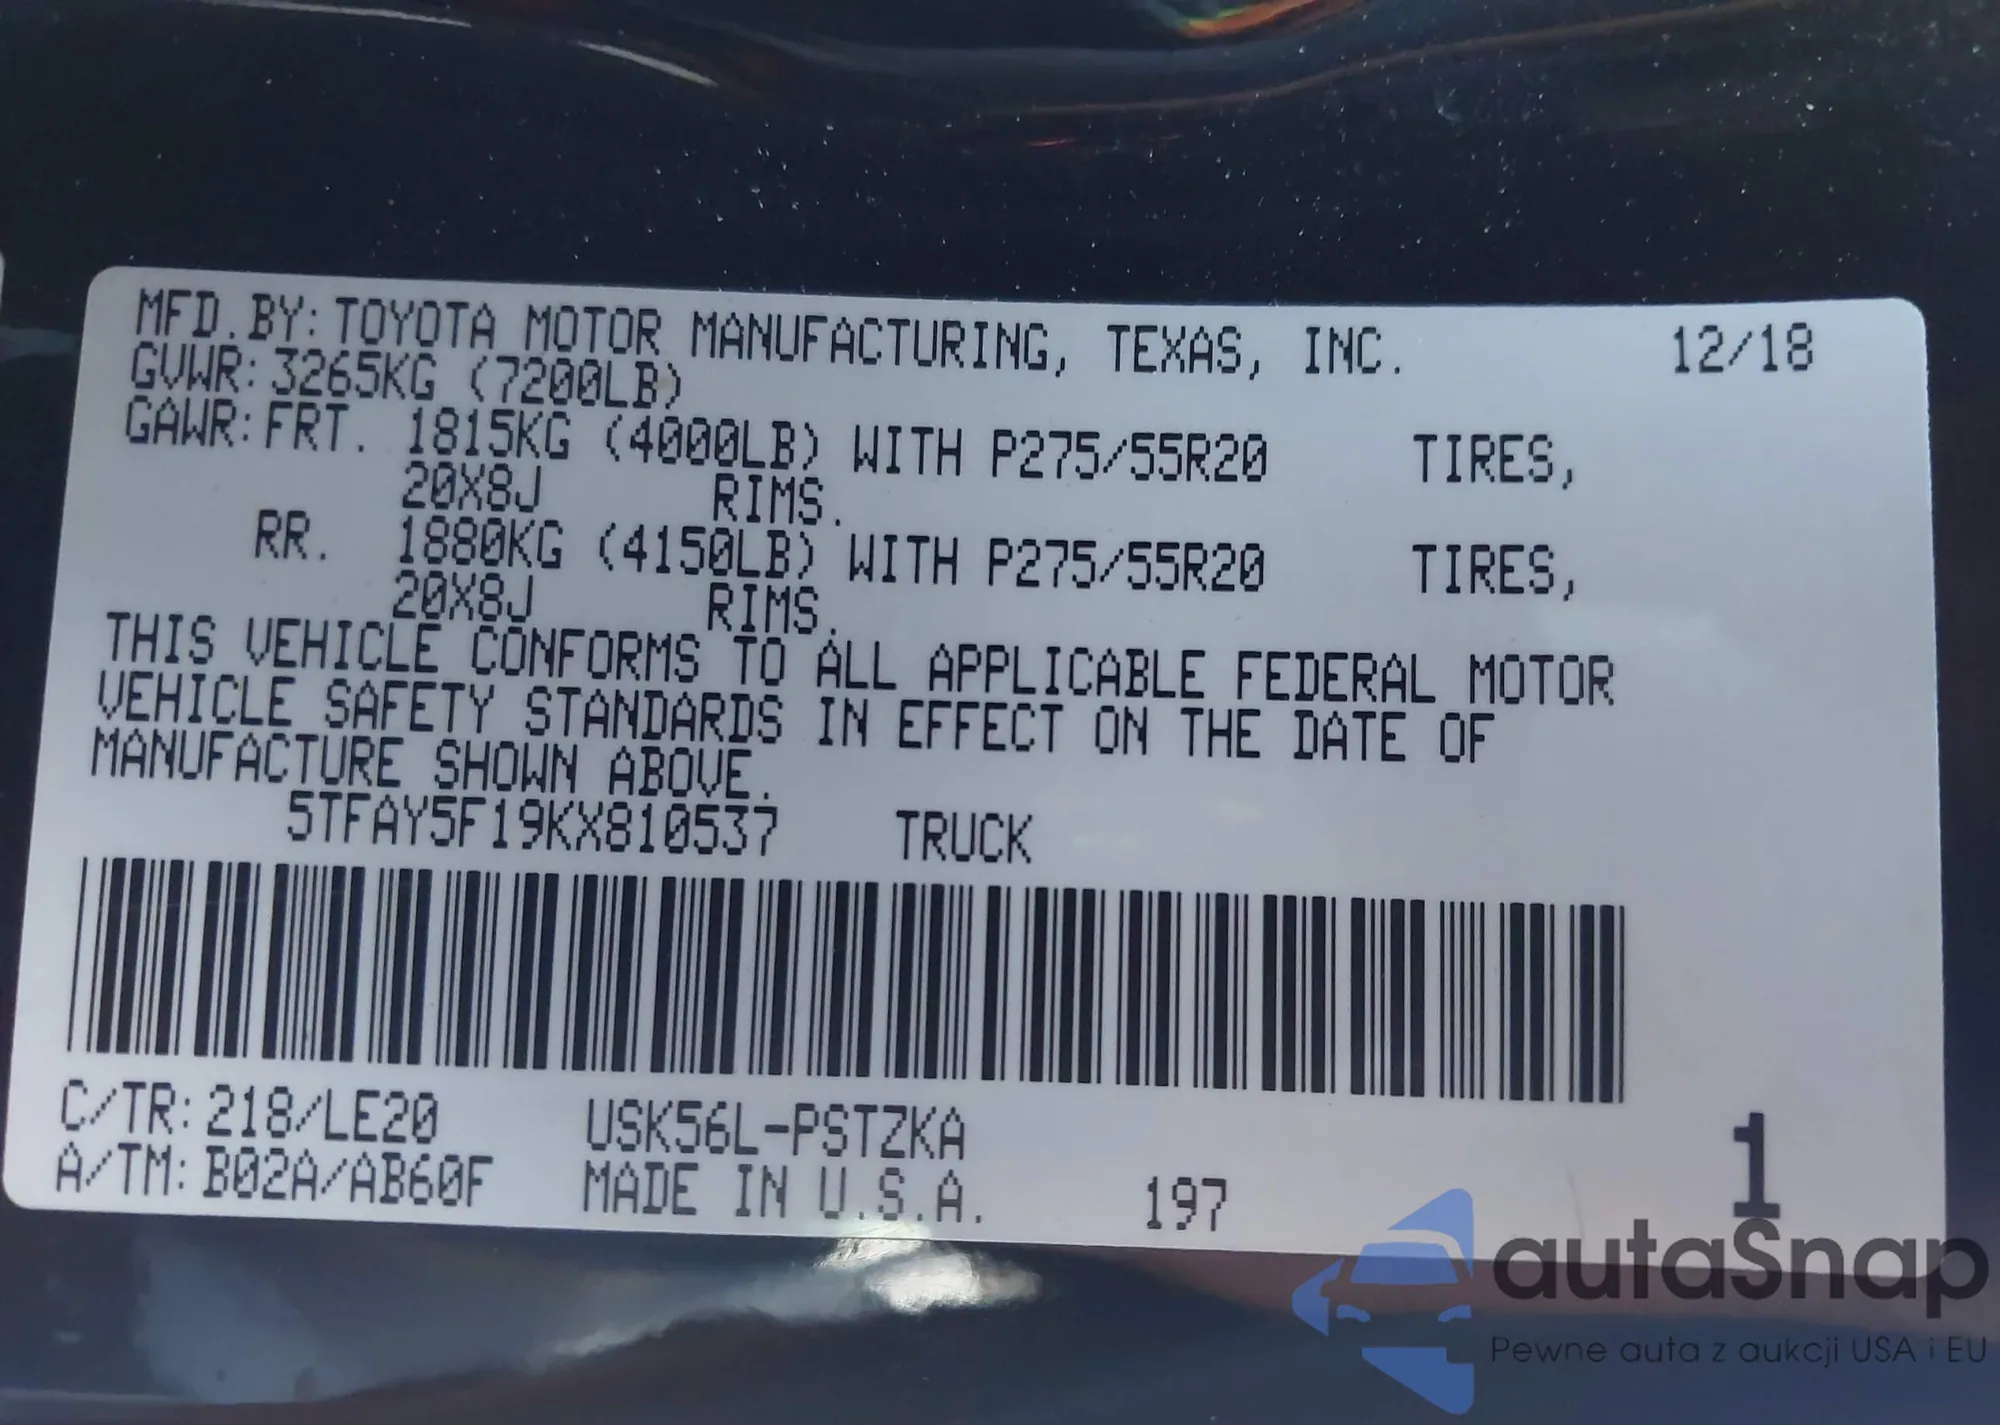 MFD.BY: TOYOTA MOTOR MANUFACTURING, TEXAS, INC. 12/18
GVWR: 3265KG (7200LB)
GAWR: FRT. 1815KG (4000LB) WITH P275/55R20 TIRES,
20X8J RIMS.
RR. 1880KG (4150LB) WITH P275/55R20 TIRES,
20X8J RIMS.
THIS VEHICLE CONFORMS TO ALL APPLICABLE FEDERAL MOTOR
VEHICLE SAFETY STANDARDS IN EFFECT ON THE DATE OF
MANUFACTURE SHOWN ABOVE.
5TFAY5F19KX810537 TRUCK
C/TR: 218/LE20 USK56L-PSTZKA
A/TM: B02A/AB60F MADE IN U.S.A. 197
1
autaSnap
Pewne auta z aukcji USA i EU